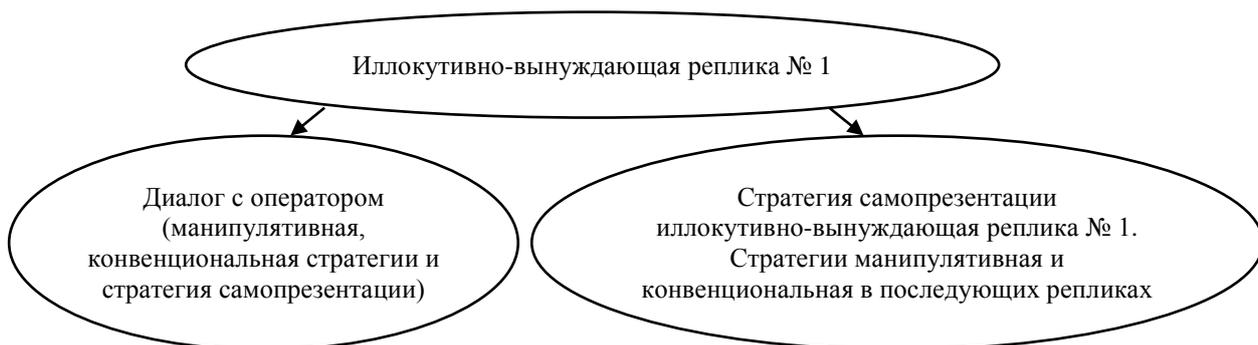 Иллокутивно-вынуждающая реплика № 1
Диалог с оператором
(манипулятивная,
конвенциональная стратегии и
стратегия самопрезентации)
Стратегия самопрезентации
иллокутивно-вынуждающая реплика № 1.
Стратегии манипулятивная и
конвенциональная в последующих репликах